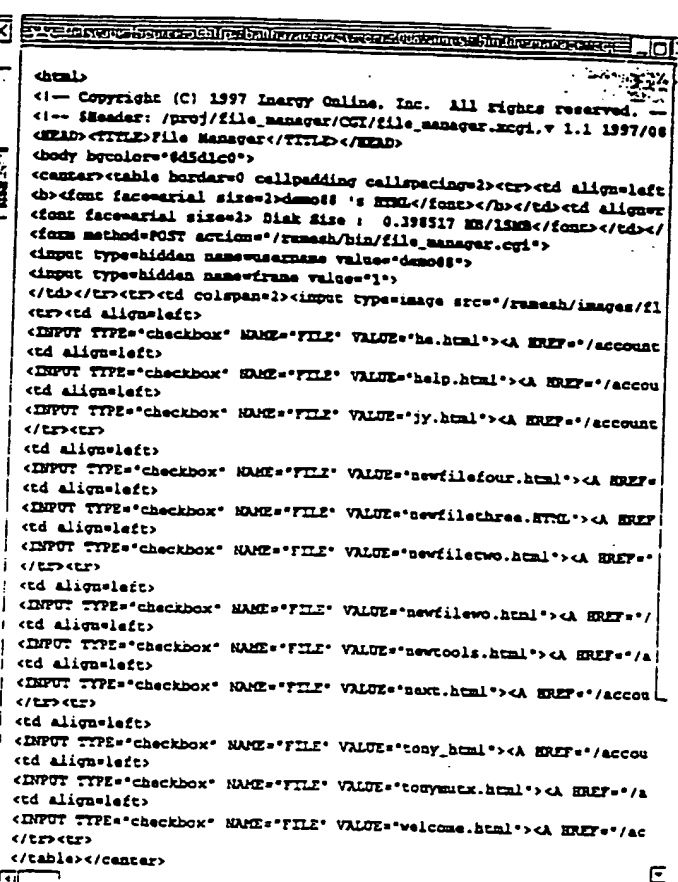 <html>
<!-- Copyright (C) 1997 Inergy Online, Inc. All rights reserved. --
<!-- $Header: /proj/file_manager/CGI/file_manager.xcgi,v 1.1 1997/08
<HEAD><TITLE>File Manager</TITLE></HEAD>
<body bgcolor="#d5d1c0">
<center><table border=0 cellpadding cellspacing=2><tr><td align=left
<b><font face=arial size=2>demo88 's HTML</font></b></td><td align=r
<font face=arial size=2> Disk Size : 0.398517 MB/15MB</font></td></
<form method=POST action="/ramesh/bin/file_manager.cgi">
<input type=hidden name=username value="demo88">
<input type=hidden name=frame value="1">
</td></tr><tr><td colspan=2><input type=image src="/ramesh/images/fl
<tr><td align=left>
<INPUT TYPE="checkbox" NAME="FILE" VALUE="he.html"><A HREF="/account
<td align=left>
<INPUT TYPE="checkbox" NAME="FILE" VALUE="help.html"><A HREF="/accou
<td align=left>
<INPUT TYPE="checkbox" NAME="FILE" VALUE="jy.html"><A HREF="/account
</tr><tr>
<td align=left>
<INPUT TYPE="checkbox" NAME="FILE" VALUE="newfilefour.html"><A HREF=
<td align=left>
<INPUT TYPE="checkbox" NAME="FILE" VALUE="newfilethree.HTML"><A HREF
<td align=left>
<INPUT TYPE="checkbox" NAME="FILE" VALUE="newfiletwo.html"><A HREF="
</tr><tr>
<td align=left>
<INPUT TYPE="checkbox" NAME="FILE" VALUE="newfilewo.html"><A HREF="/
<td align=left>
<INPUT TYPE="checkbox" NAME="FILE" VALUE="newtools.html"><A HREF="/a
<td align=left>
<INPUT TYPE="checkbox" NAME="FILE" VALUE="next.html"><A HREF="/accou
</tr><tr>
<td align=left>
<INPUT TYPE="checkbox" NAME="FILE" VALUE="tony_html"><A HREF="/accou
<td align=left>
<INPUT TYPE="checkbox" NAME="FILE" VALUE="tonymutx.html"><A HREF="/a
<td align=left>
<INPUT TYPE="checkbox" NAME="FILE" VALUE="welcome.html"><A HREF="/ac
</tr><tr>
</table></center>